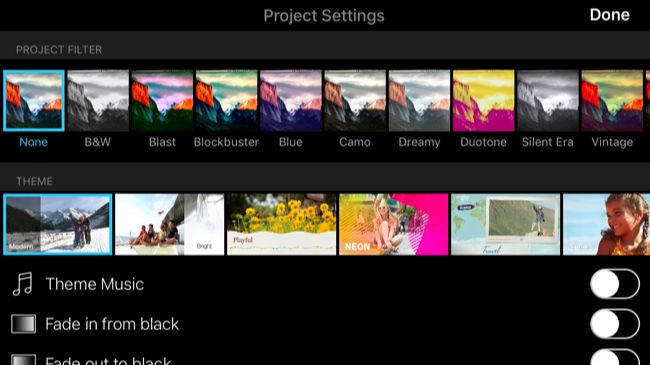 Project Settings
Done
PROJECT FILTER
None
B&W
Blast
Blockbuster
Blue
Camo
Dreamy
Duotone
Silent Era
Vintage
THEME
Modern
Bright
Playful
NEON
Travel
Theme Music
Fade in from black
Fade out to black